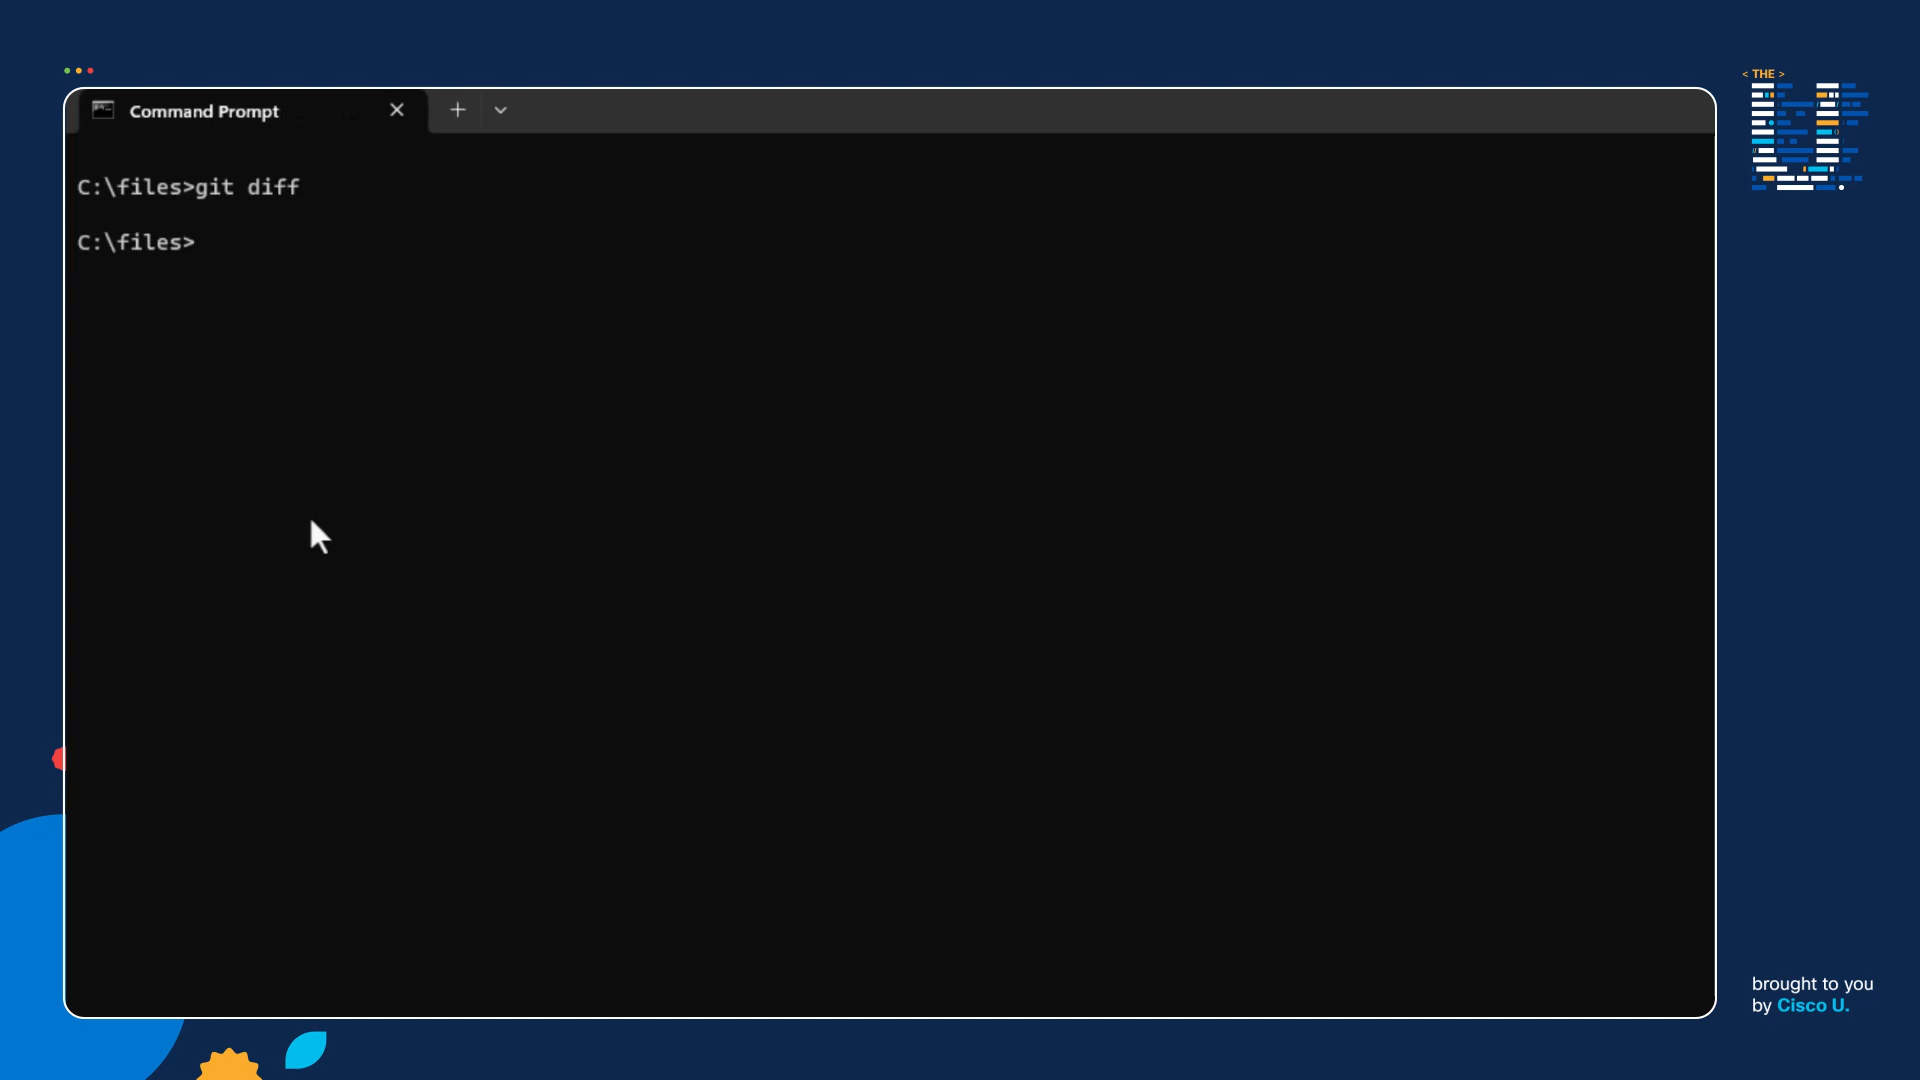 < THE >
Command Prompt
C:\files>git diff
C:\files>
brought to you
by Cisco U.